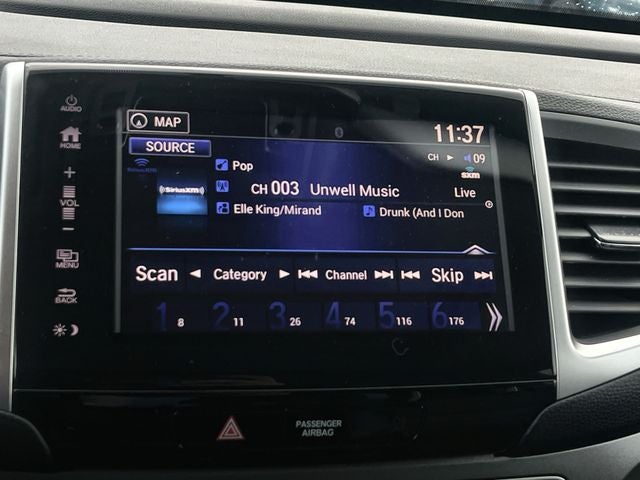 AUDIO
HOME
+
VOL
−
MENU
BACK
MAP
11:37
SOURCE
CH ▶ 09
SiriusXM
Pop
sxm
((SiriusXM))
CH 003 Unwell Music Live
Elle King/Mirand Drunk (And I Don
Scan ◀ Category ▶ Channel Skip
1 8 2 11 3 26 4 74 5 116 6 176
PASSENGER
AIRBAG